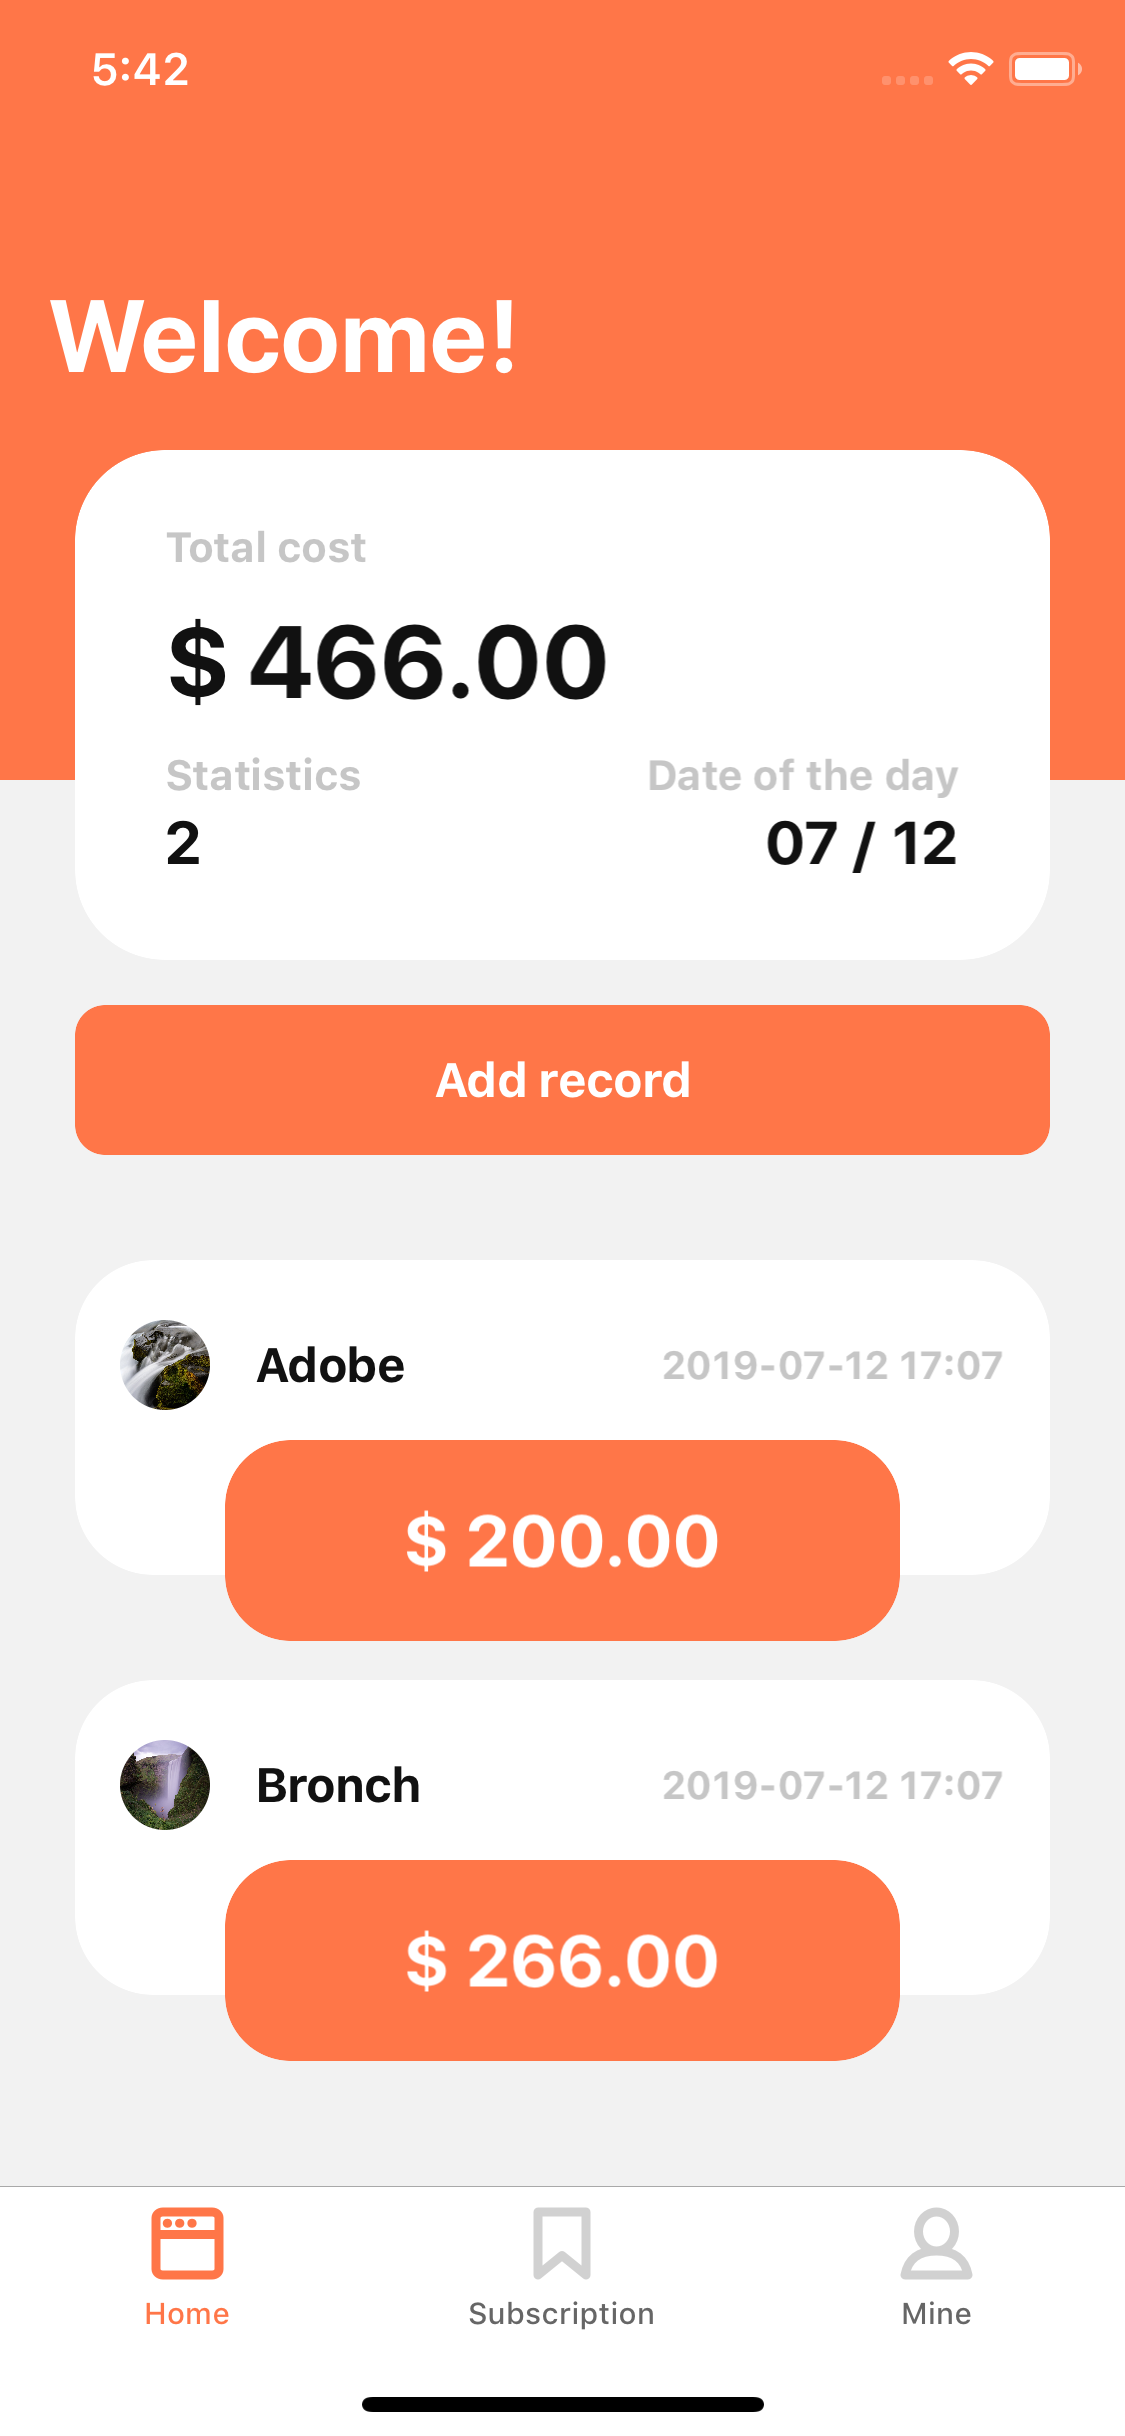 5:42
Welcome!
Total cost
$ 466.00
Statistics
Date of the day
2
07 / 12
Add record
Adobe
2019-07-12 17:07
$ 200.00
Bronch
2019-07-12 17:07
$ 266.00
Home
Subscription
Mine